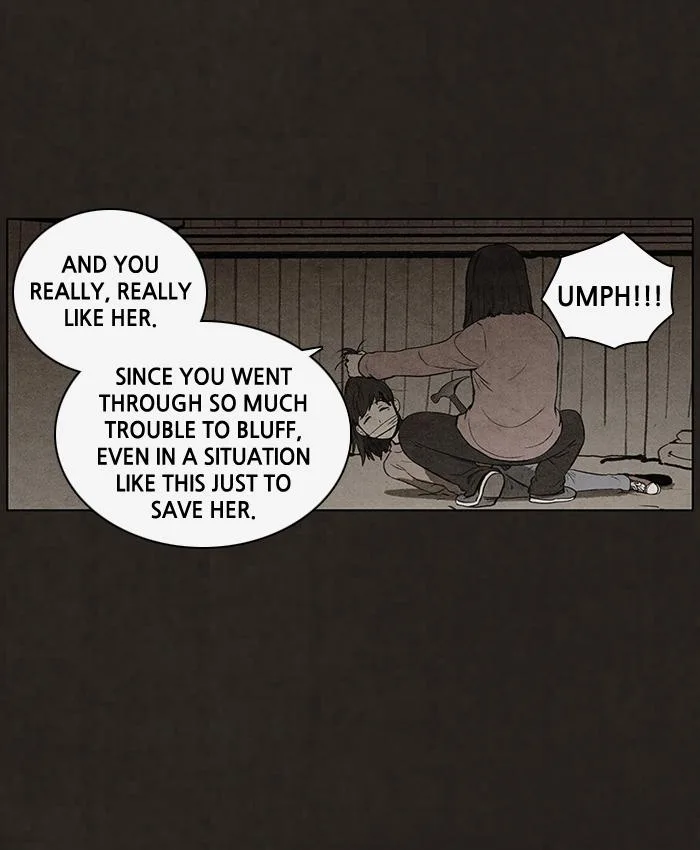 AND YOU
REALLY, REALLY
LIKE HER.
SINCE YOU WENT
THROUGH SO MUCH
TROUBLE TO BLUFF,
EVEN IN A SITUATION
LIKE THIS JUST TO
SAVE HER.
UMPH!!!